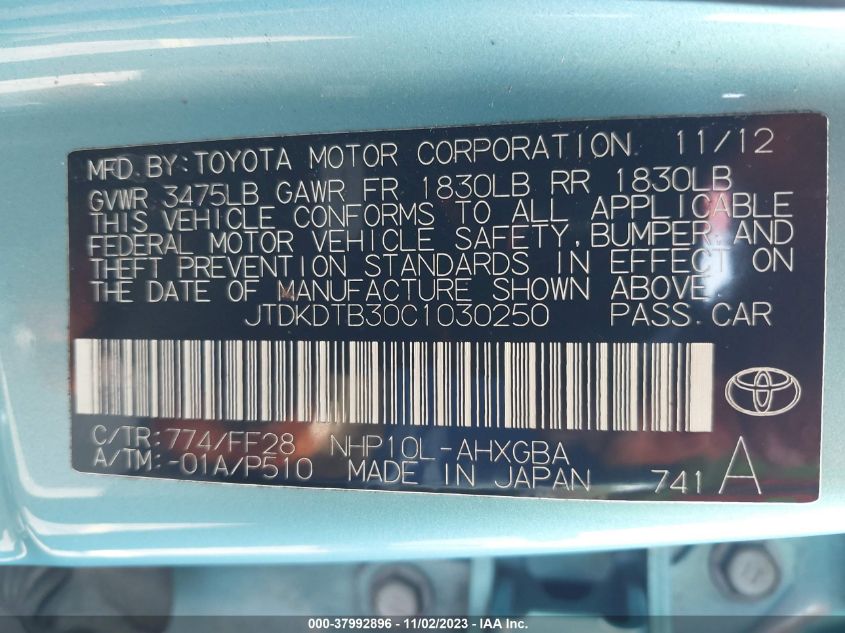 MFD. BY: TOYOTA MOTOR CORPORATION 11/12
GVWR 3475LB GAWR FR 1830LB RR 1830LB
THIS VEHICLE CONFORMS TO ALL APPLICABLE
FEDERAL MOTOR VEHICLE SAFETY, BUMPER, AND
THEFT PREVENTION STANDARDS IN EFFECT ON
THE DATE OF MANUFACTURE SHOWN ABOVE.
JTDKDTB30C1030250 PASS. CAR
C/TR: 774/FF28 NHP10L-AHXGBA
A/TM: -01A/P510 MADE IN JAPAN 741 A
000-37992896 - 11/02/2023 - IAA Inc.